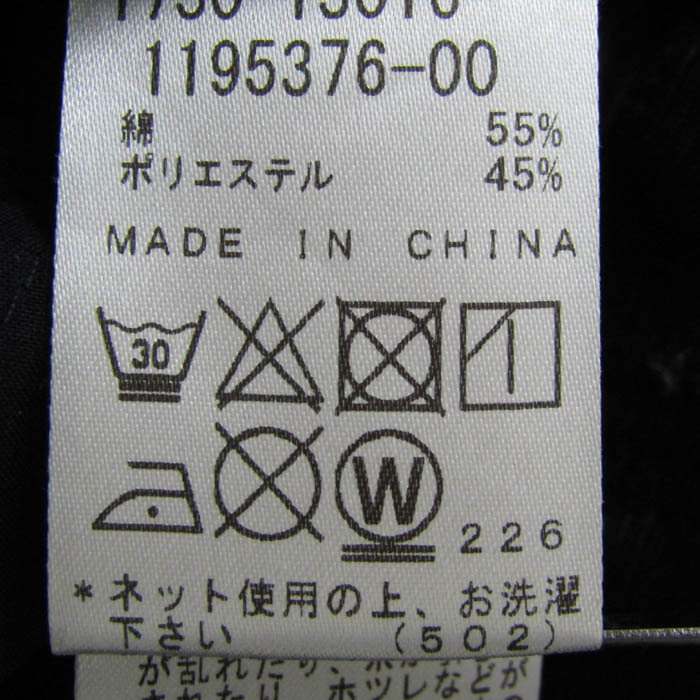 1195376-00
綿 55%
ポリエステル 45%
MADE IN CHINA
30
W 226
*ネット使用の上、お洗濯
下さい (502)